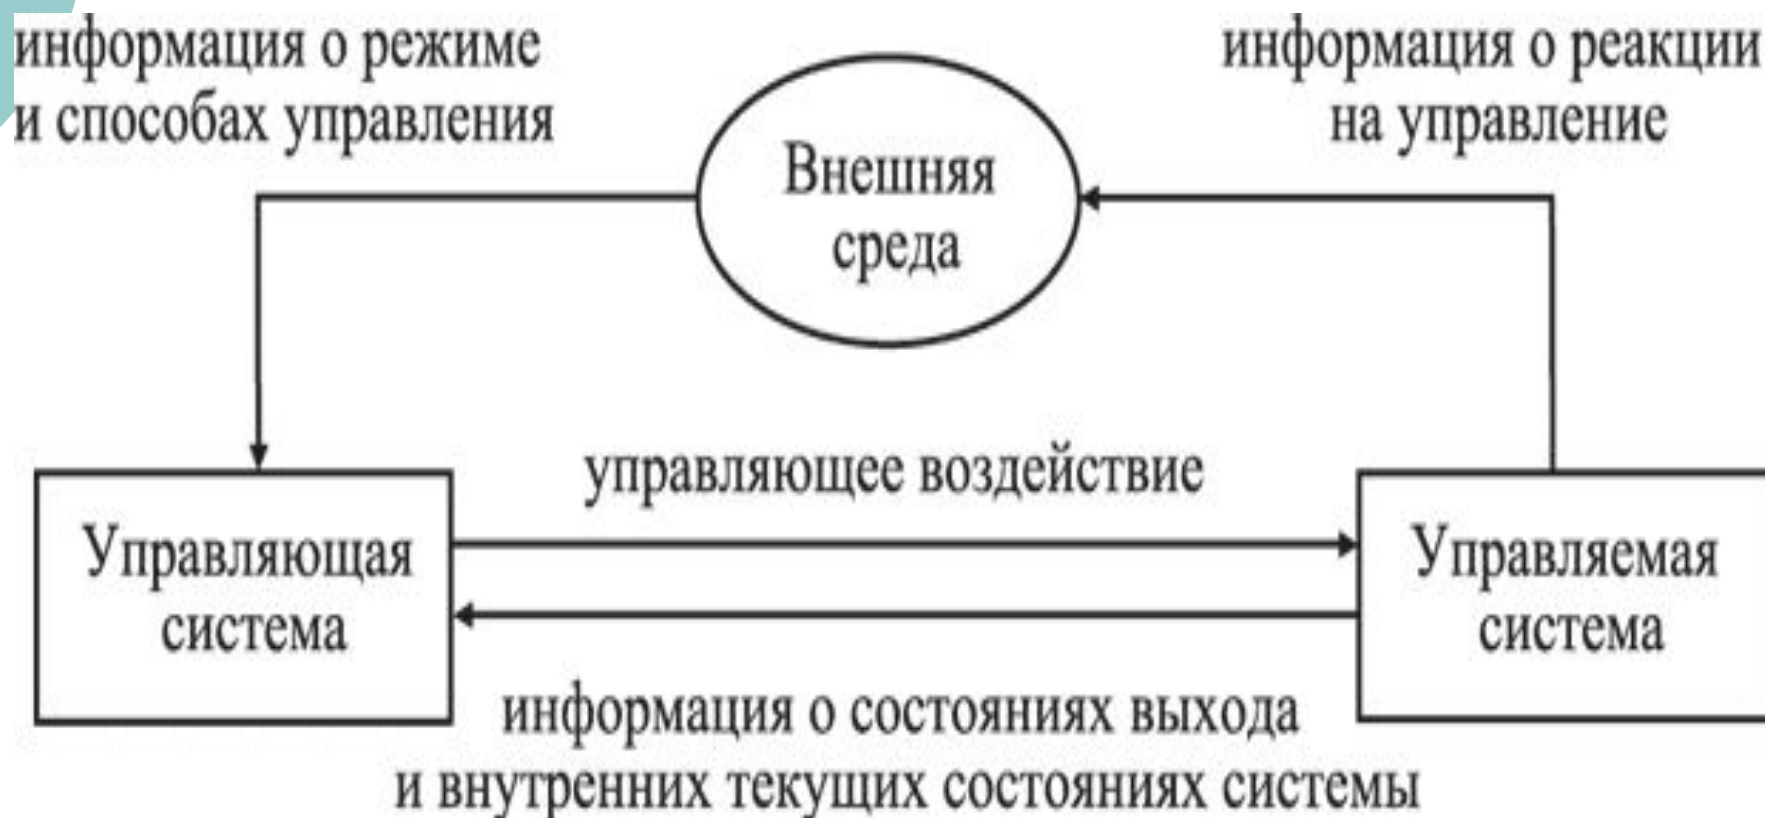 информация о режиме
и способах управления
информация о реакции
на управление
Внешняя
среда
управляющее воздействие
Управляющая
система
Управляемая
система
информация о состояниях выхода
и внутренних текущих состояниях системы